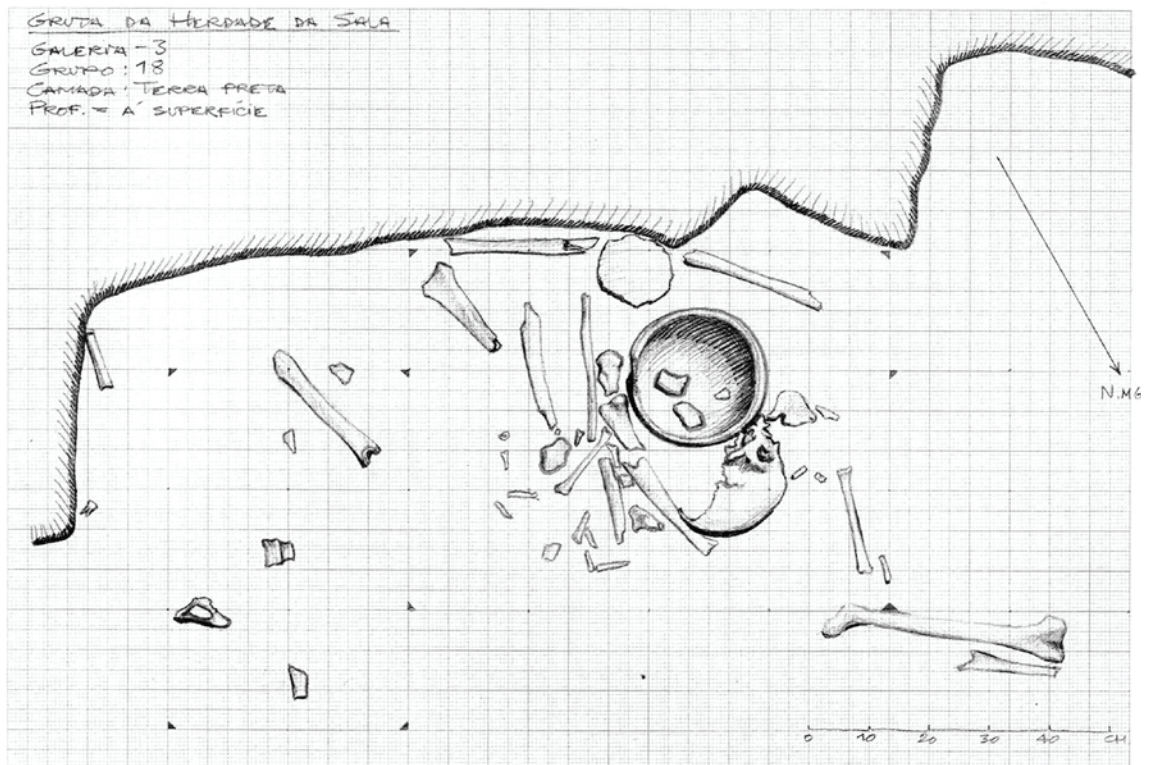 GRUTA DA HERDADE DA SALA
GALERIA - 3
GRUPO : 18
CAMADA : TERRA PRETA
PROF. = A' SUPERFÍCIE
N.MG
0 10 20 30 40 CM.